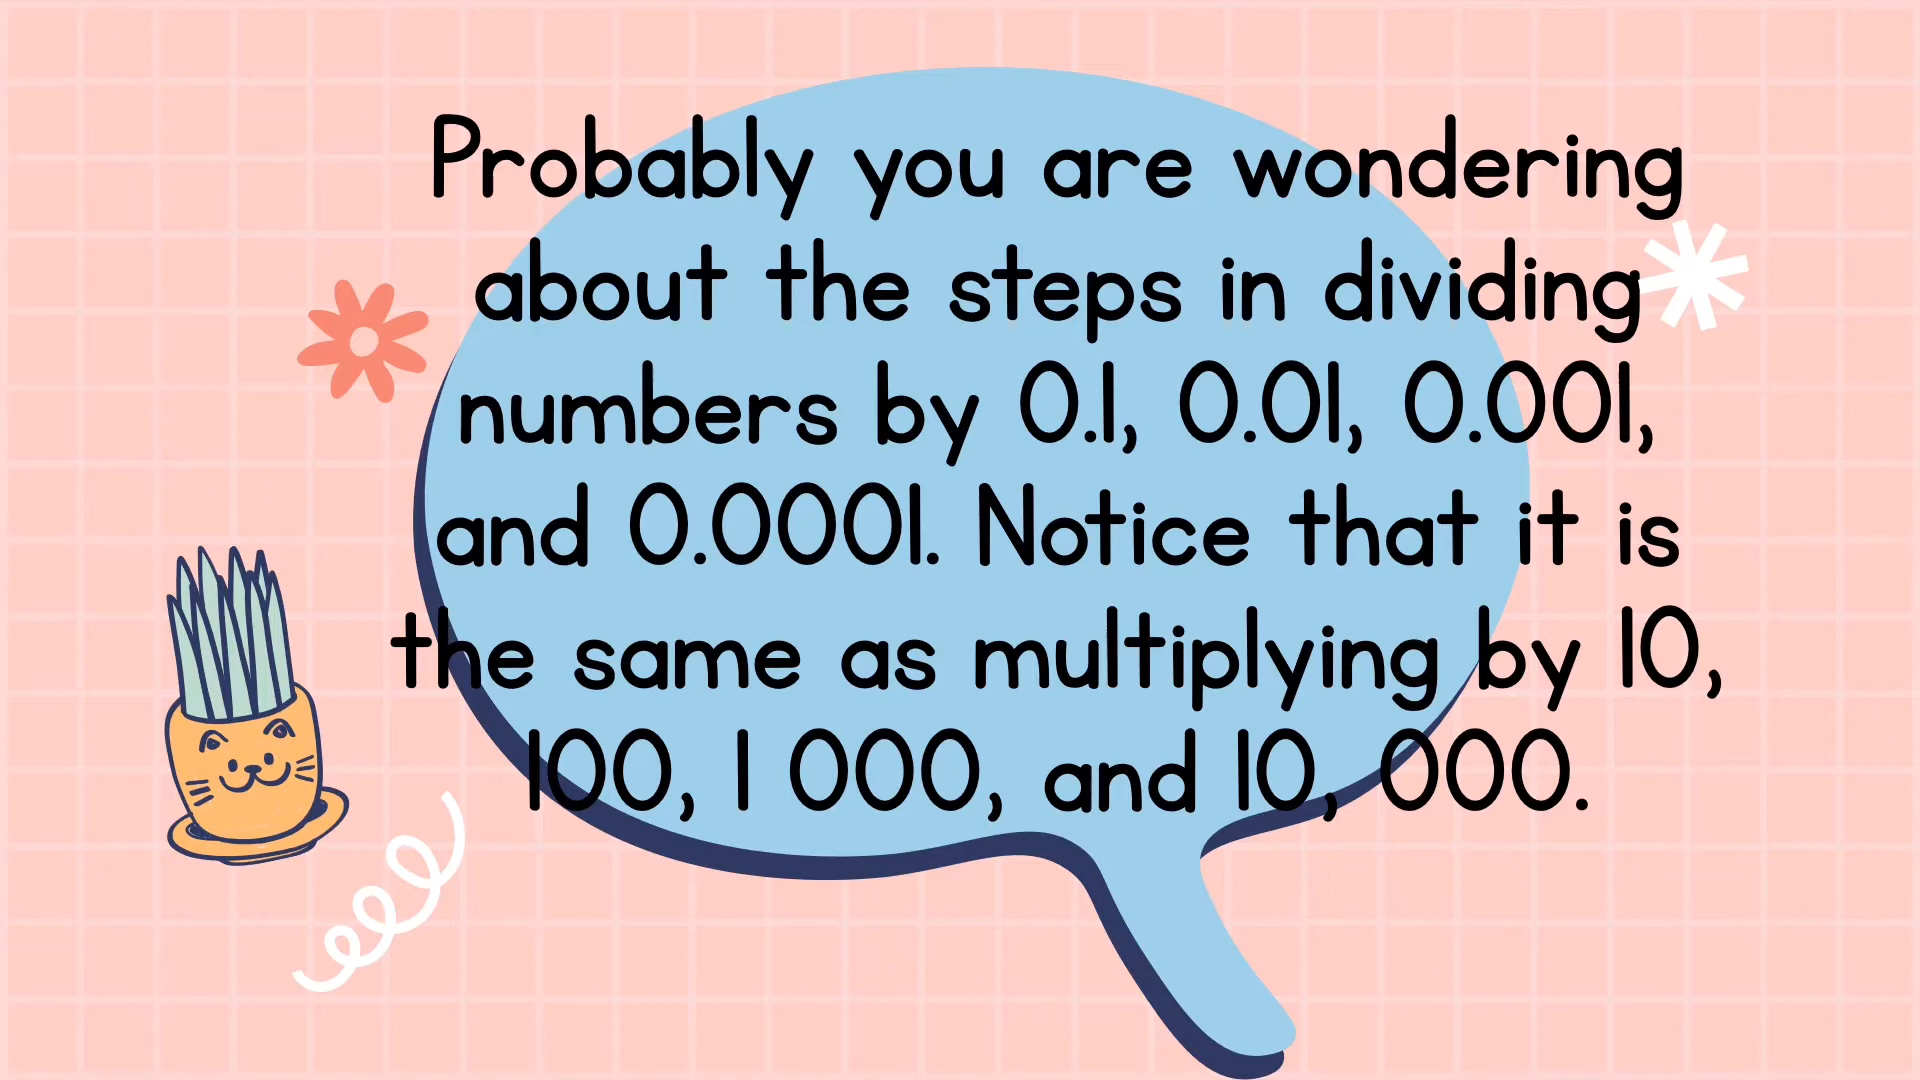 Probably you are wondering
about the steps in dividing
numbers by 0.1, 0.01, 0.001,
and 0.0001. Notice that it is
the same as multiplying by 10,
100, 1 000, and 10, 000.